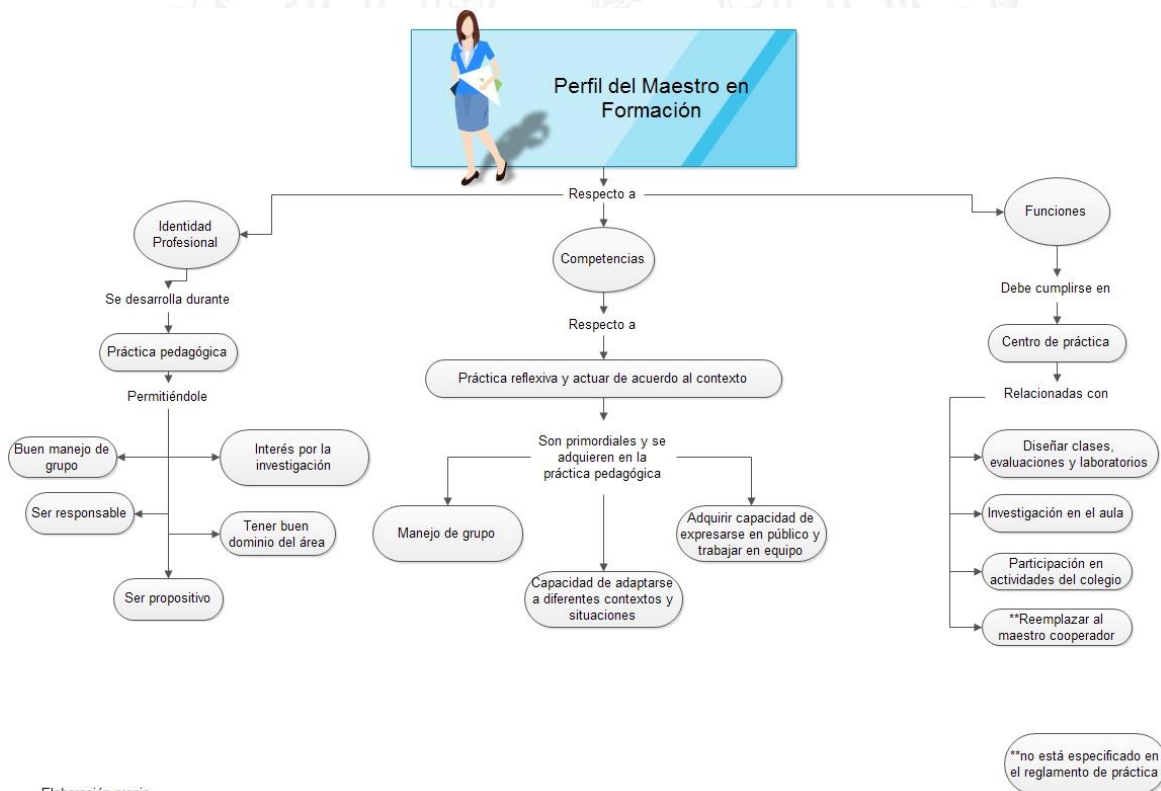 Perfil del Maestro en
Formación
Respecto a
Identidad
Profesional
Se desarrolla durante
Práctica pedagógica
Permitiéndole
Buen manejo de
grupo
Interés por la
investigación
Ser responsable
Tener buen
dominio del área
Ser propositivo
Competencias
Respecto a
Práctica reflexiva y actuar de acuerdo al contexto
Son primordiales y se
adquieren en la
práctica pedagógica
Manejo de grupo
Capacidad de adaptarse
a diferentes contextos y
situaciones
Adquirir capacidad de
expresarse en público y
trabajar en equipo
Funciones
Debe cumplirse en
Centro de práctica
Relacionadas con
Diseñar clases,
evaluaciones y laboratorios
Investigación en el aula
Participación en
actividades del colegio
**Reemplazar al
maestro cooperador
**no está especificado en
el reglamento de práctica